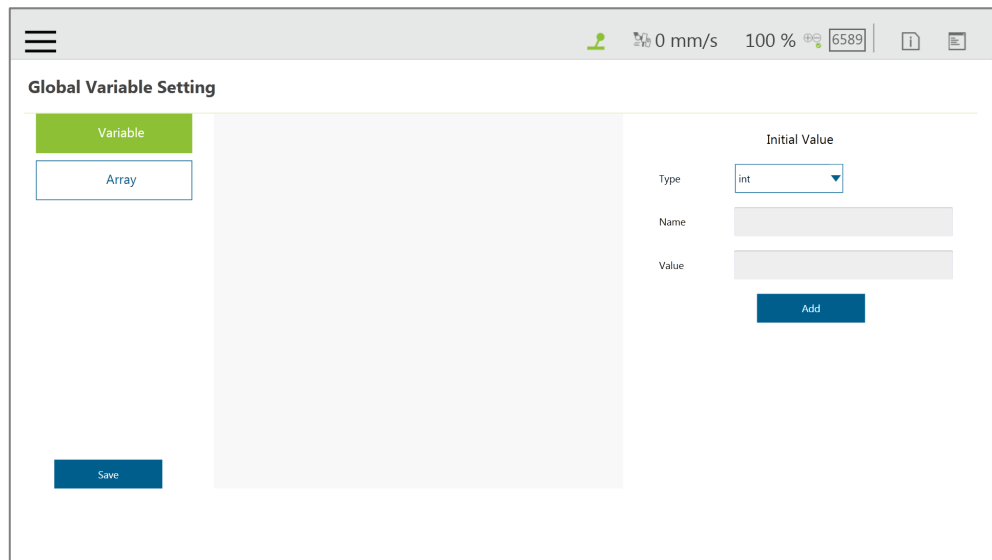 0 mm/s 100 % 6589
Global Variable Setting
Variable
Array
Save
Initial Value
Type int
Name
Value
Add